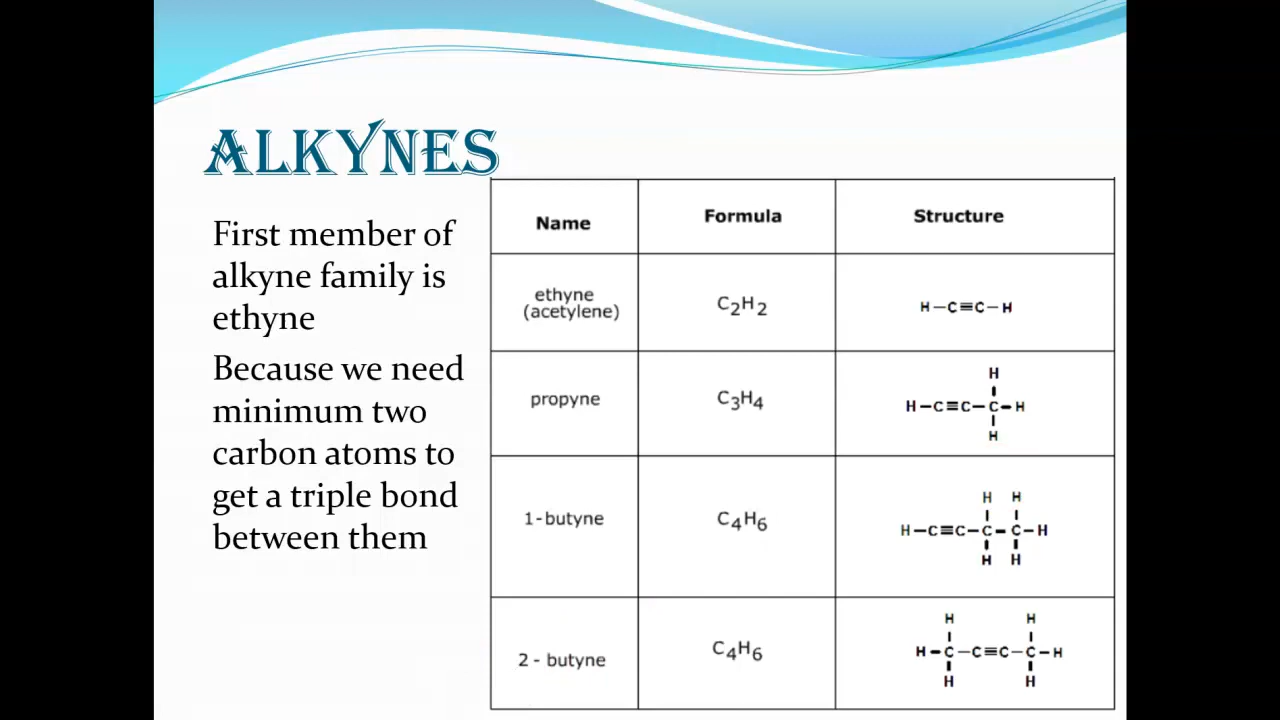 ALKYNES
First member of
alkyne family is
ethyne
Because we need
minimum two
carbon atoms to
get a triple bond
between them
Name Formula Structure
ethyne
(acetylene)
C2H2
H-C≡C-H
propyne
C3H4
H
H-C≡C-C-H
H
1-butyne
C4H6
H H
H-C≡C-C-C-H
H H
2 - butyne
C4H6
H H
H-C-C≡C-C-H
H H